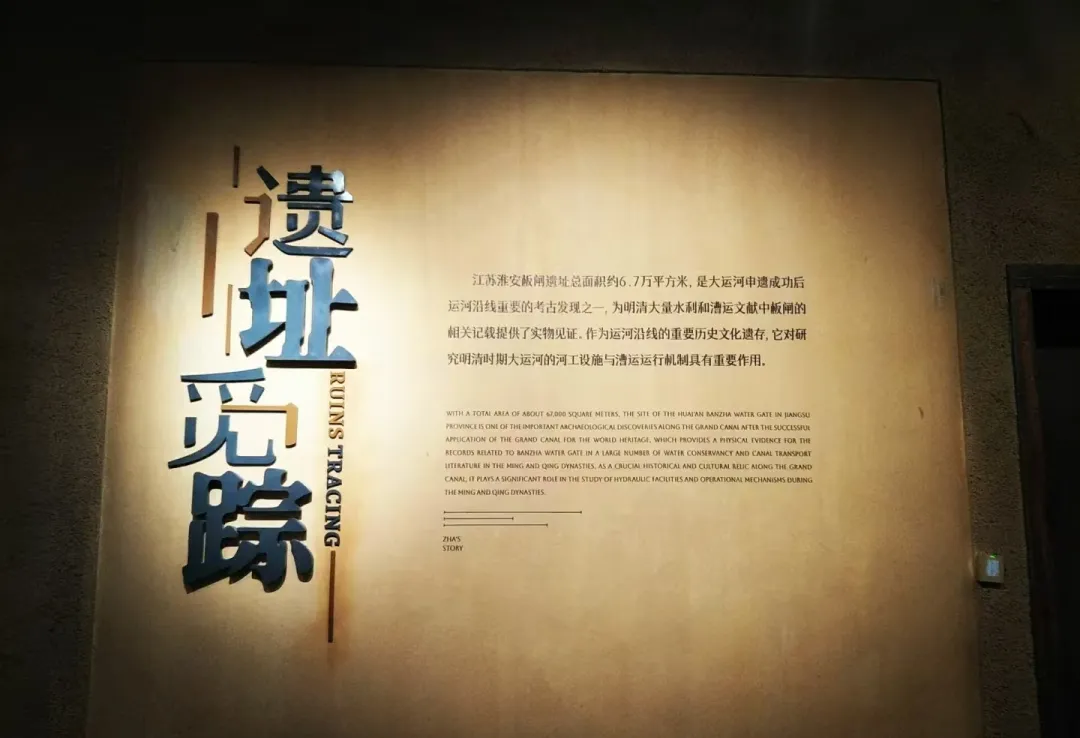 遗址觅踪
RUINS TRACING
江苏淮安板闸遗址总面积约6.7万平方米，是大运河申遗成功后
运河沿线重要的考古发现之一，为明清大量水利和漕运文献中板闸的
相关记载提供了实物见证。作为运河沿线的重要历史文化遗存，它对研
究明清时期大运河的河工设施与漕运运行机制具有重要作用。
WITH A TOTAL AREA OF ABOUT 67,000 SQUARE METERS, THE SITE OF THE HUAI'AN BANZHA WATER GATE IN JIANGSU
PROVINCE IS ONE OF THE IMPORTANT ARCHAEOLOGICAL DISCOVERIES ALONG THE GRAND CANAL AFTER THE SUCCESSFUL
APPLICATION OF THE GRAND CANAL FOR THE WORLD HERITAGE, WHICH PROVIDES A PHYSICAL EVIDENCE FOR THE
RECORDS RELATED TO BANZHA WATER GATE IN A LARGE NUMBER OF WATER CONSERVANCY AND CANAL TRANSPORT
LITERATURE IN THE MING AND QING DYNASTIES. AS A CRUCIAL HISTORICAL AND CULTURAL RELIC ALONG THE GRAND
CANAL, IT PLAYS A SIGNIFICANT ROLE IN THE STUDY OF HYDRAULIC FACILITIES AND OPERATIONAL MECHANISMS DURING
THE MING AND QING DYNASTIES.
ZHA'S
STORY